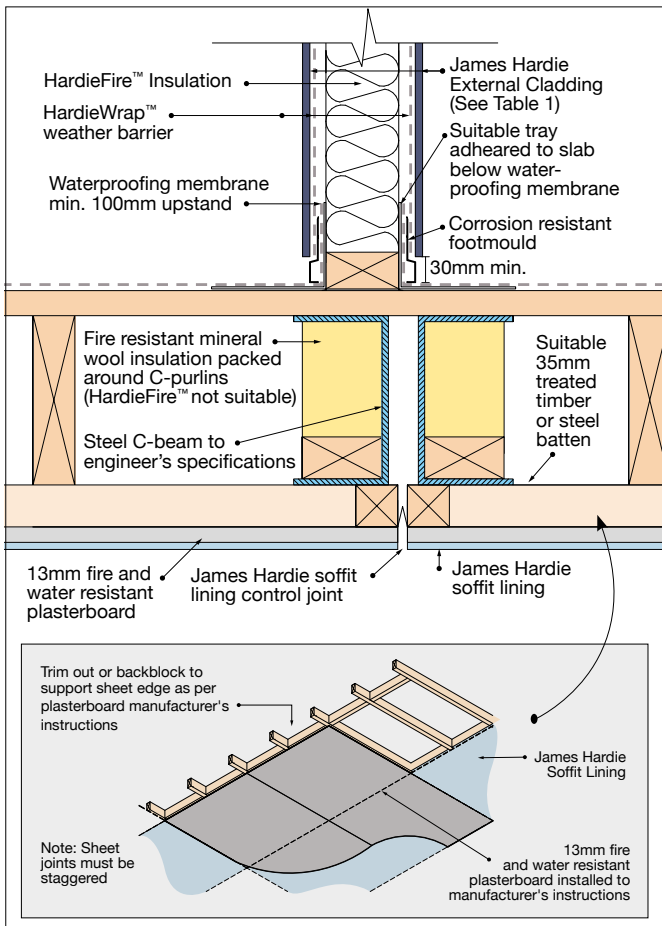 HardieFire™ Insulation
HardieWrap™
weather barrier
Waterproofing membrane
min. 100mm upstand
James Hardie
External Cladding
(See Table 1)
Suitable tray
adheared to slab
below water-
proofing membrane
Corrosion resistant
footmould
30mm min.
Fire resistant mineral
wool insulation packed
around C-purlins
(HardieFire™ not suitable)
Steel C-beam to
engineer's specifications
Suitable
35mm
treated
timber
or steel
batten
13mm fire and
water resistant
plasterboard
James Hardie soffit
lining control joint
James Hardie
soffit lining
Trim out or backblock to
support sheet edge as per
plasterboard manufacturer's
instructions
James Hardie
Soffit Lining
Note: Sheet
joints must be
staggered
13mm fire
and water resistant
plasterboard installed to
manufacturer's instructions